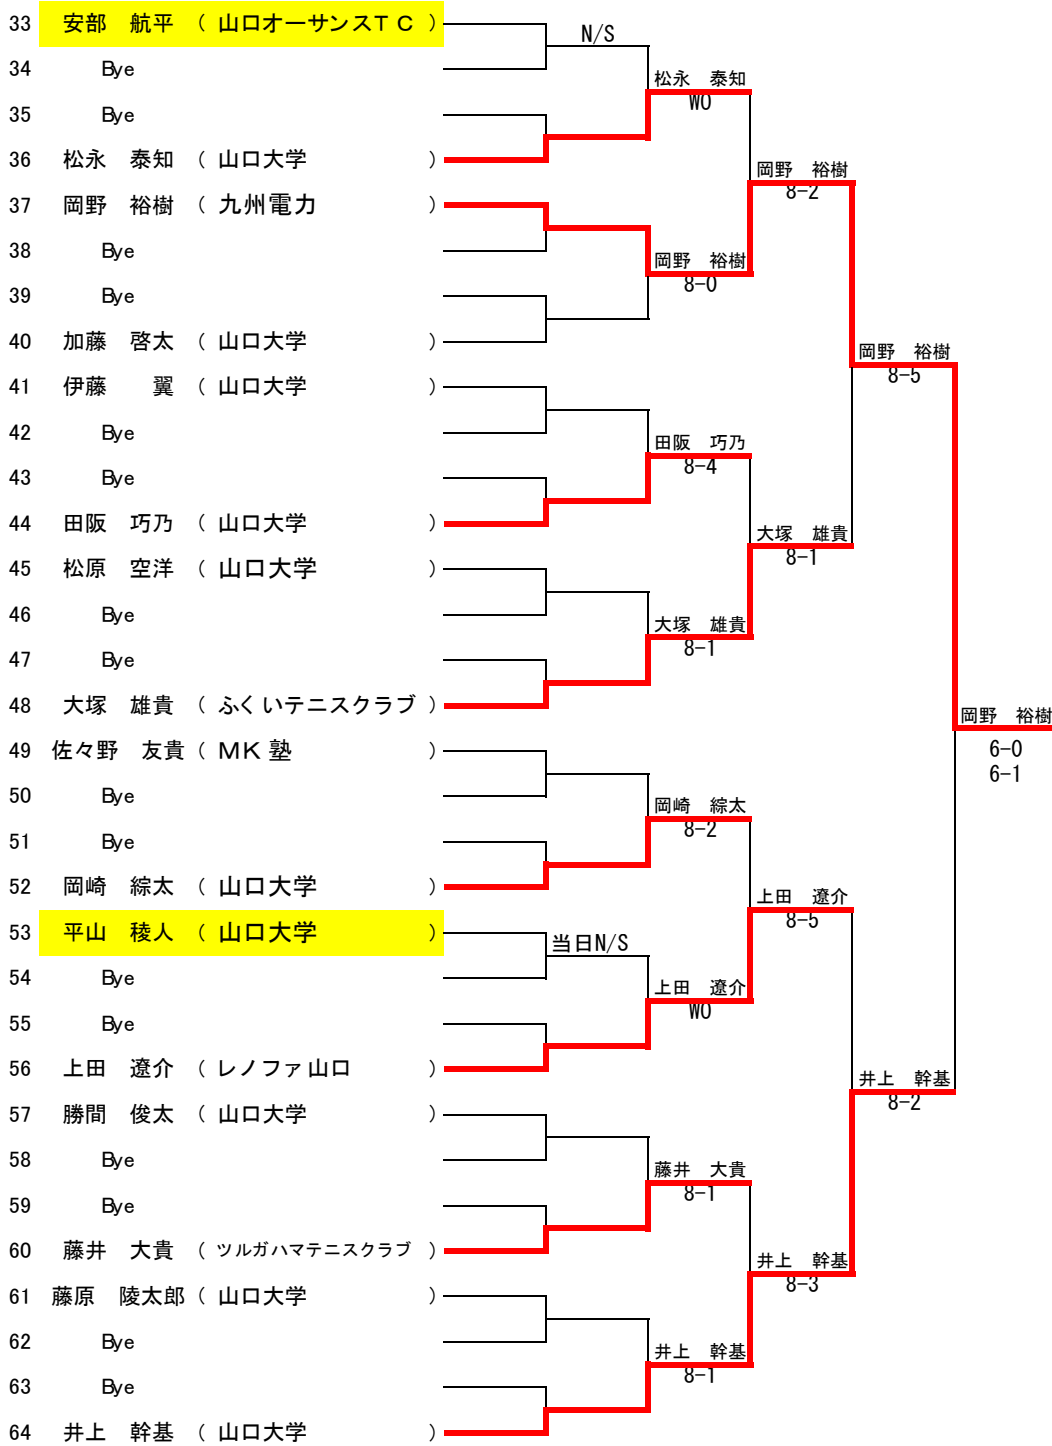 33 安部 航平 ( 山口オーサンスTC )
N/S
34 Bye
松永 泰知
WO
35 Bye
36 松永 泰知 ( 山口大学 )
岡野 裕樹
8-2
37 岡野 裕樹 ( 九州電力 )
38 Bye
岡野 裕樹
8-0
39 Bye
40 加藤 啓太 ( 山口大学 )
岡野 裕樹
8-5
41 伊藤 翼 ( 山口大学 )
42 Bye
田阪 巧乃
8-4
43 Bye
44 田阪 巧乃 ( 山口大学 )
大塚 雄貴
8-1
45 松原 空洋 ( 山口大学 )
46 Bye
大塚 雄貴
8-1
47 Bye
48 大塚 雄貴 ( ふくいテニスクラブ )
岡野 裕樹
6-0
6-1
49 佐々野 友貴 ( MK塾 )
50 Bye
岡崎 綜太
8-2
51 Bye
52 岡崎 綜太 ( 山口大学 )
上田 遼介
8-5
53 平山 稜人 ( 山口大学 )
当日N/S
54 Bye
上田 遼介
WO
55 Bye
56 上田 遼介 ( レノファ山口 )
井上 幹基
8-2
57 勝間 俊太 ( 山口大学 )
58 Bye
藤井 大貴
8-1
59 Bye
60 藤井 大貴 ( ツルガハマテニスクラブ )
井上 幹基
8-3
61 藤原 陵太郎 ( 山口大学 )
62 Bye
井上 幹基
8-1
63 Bye
64 井上 幹基 ( 山口大学 )